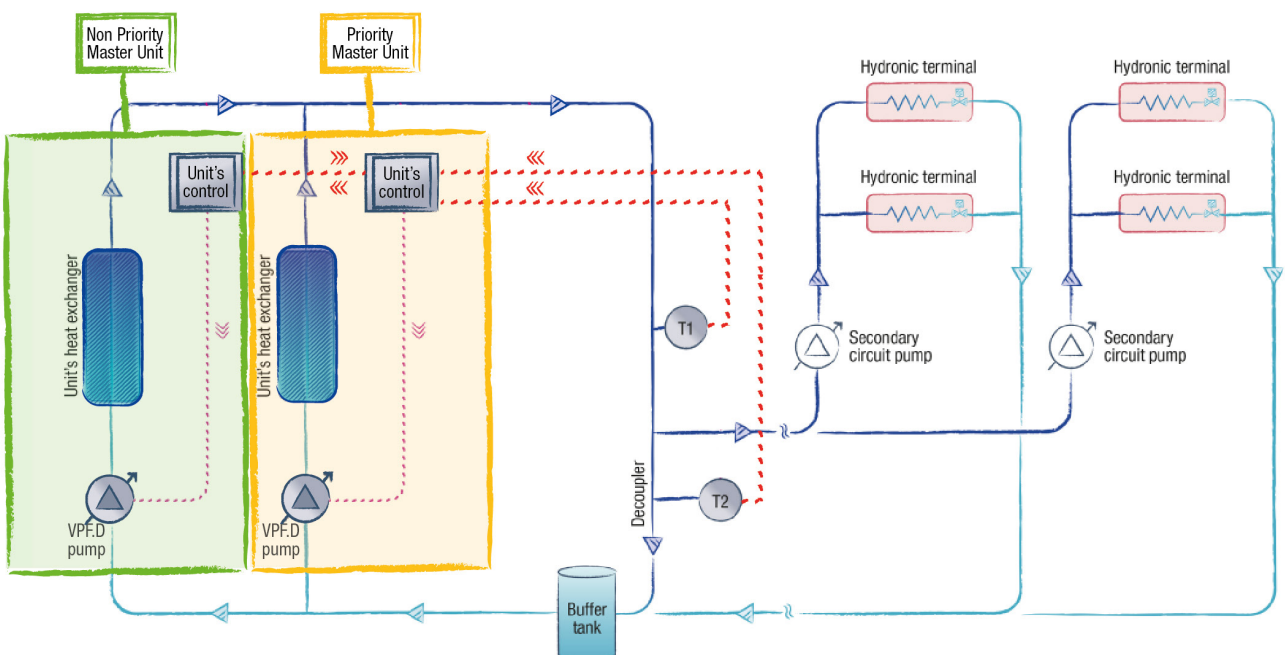 Non Priority
Master Unit
Priority
Master Unit
Hydronic terminal
Hydronic terminal
Unit's
control
Unit's
control
Hydronic terminal
Hydronic terminal
Unit's heat exchanger
Unit's heat exchanger
T1
Secondary
circuit pump
Secondary
circuit pump
Decoupler
T2
VPF.D
pump
VPF.D
pump
Buffer
tank